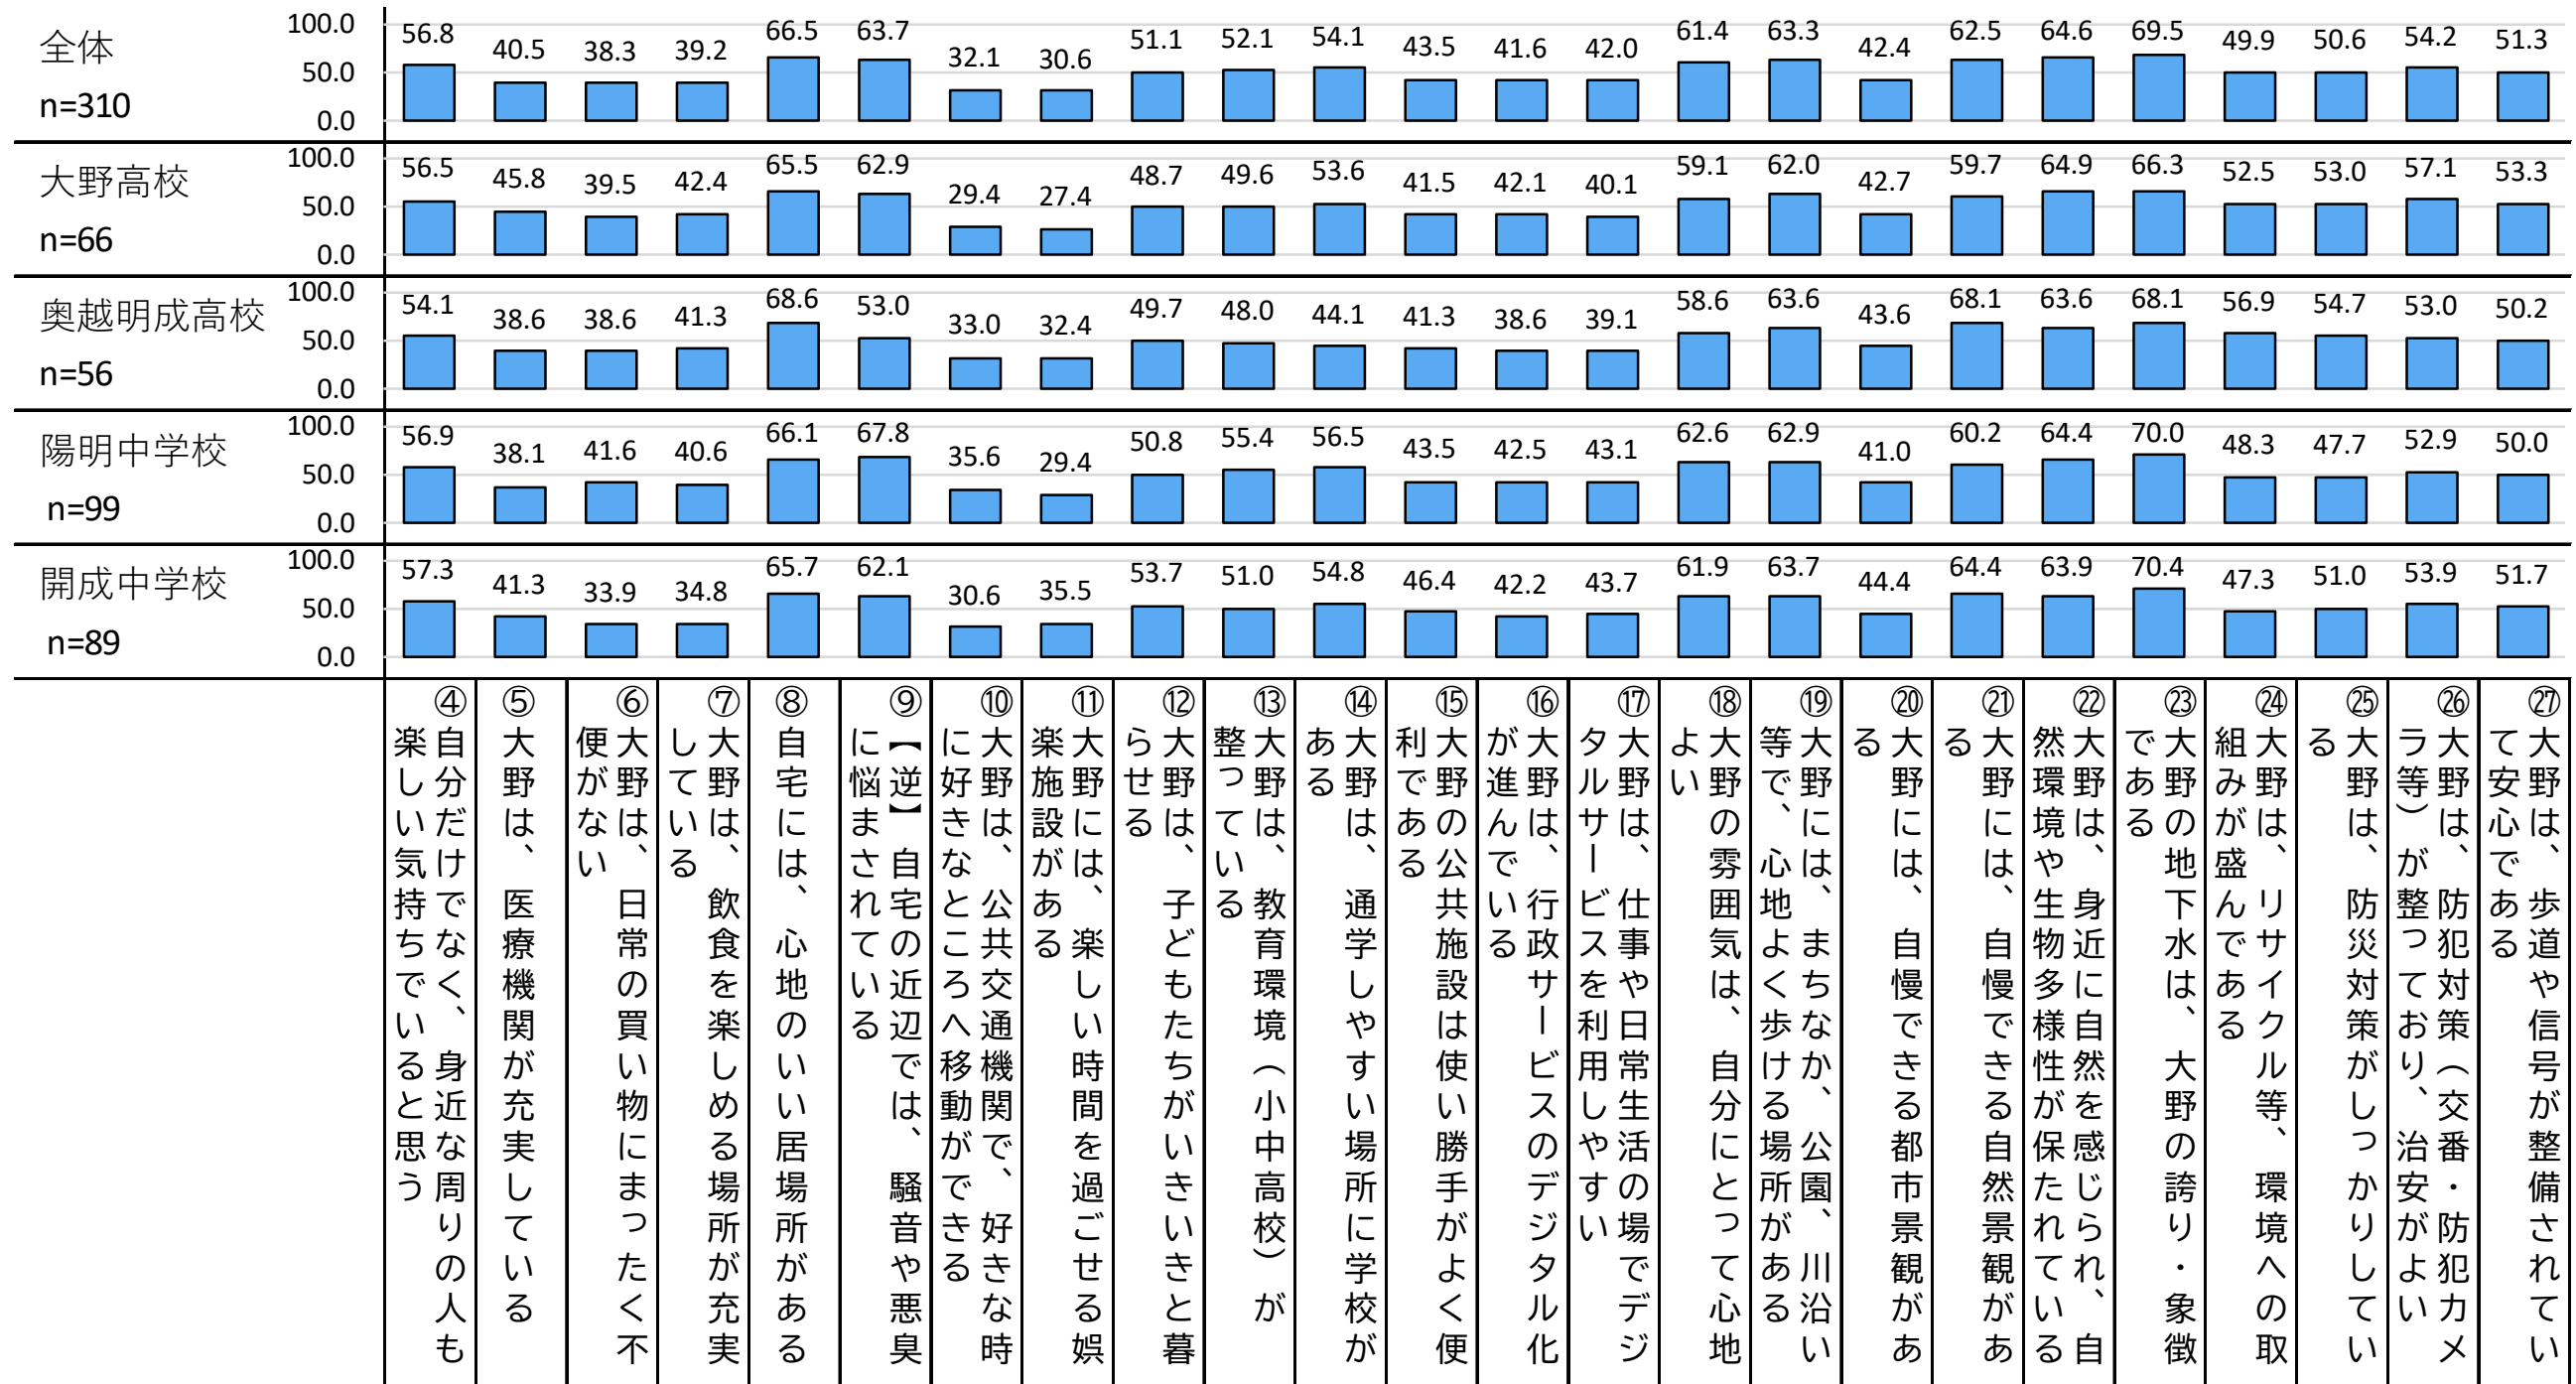 全体
n=310
100.0
50.0
0.0
56.8 40.5 38.3 39.2 66.5 63.7 32.1 30.6 51.1 52.1 54.1 43.5 41.6 42.0 61.4 63.3 42.4 62.5 64.6 69.5 49.9 50.6 54.2 51.3
大野高校
n=66
100.0
50.0
0.0
56.5 45.8 39.5 42.4 65.5 62.9 29.4 27.4 48.7 49.6 53.6 41.5 42.1 40.1 59.1 62.0 42.7 59.7 64.9 66.3 52.5 53.0 57.1 53.3
奥越明成高校
n=56
100.0
50.0
0.0
54.1 38.6 38.6 41.3 68.6 53.0 33.0 32.4 49.7 48.0 44.1 41.3 38.6 39.1 58.6 63.6 43.6 68.1 63.6 68.1 56.9 54.7 53.0 50.2
陽明中学校
n=99
100.0
50.0
0.0
56.9 38.1 41.6 40.6 66.1 67.8 35.6 29.4 50.8 55.4 56.5 43.5 42.5 43.1 62.6 62.9 41.0 60.2 64.4 70.0 48.3 47.7 52.9 50.0
開成中学校
n=89
100.0
50.0
0.0
57.3 41.3 33.9 34.8 65.7 62.1 30.6 35.5 53.7 51.0 54.8 46.4 42.2 43.7 61.9 63.7 44.4 64.4 63.9 70.4 47.3 51.0 53.9 51.7
④自分だけでなく、身近な周りの人も
楽しい気持ちでいると思う
⑤大野は、医療機関が充実している
⑥大野は、日常の買い物にまったく不
便がない
⑦大野は、飲食を楽しめる場所が充実
している
⑧自宅には、心地のいい居場所がある
⑨【逆】自宅の近辺では、騒音や悪臭
に悩まされている
⑩大野は、公共交通機関で、好きな時
に好きなところへ移動ができる
⑪大野には、楽しい時間を過ごせる娯
楽施設がある
⑫大野は、子どもたちがいきいきと暮
らせる
⑬大野は、教育環境（小中高校）が
整っている
⑭大野は、通学しやすい場所に学校が
ある
⑮大野の公共施設は使い勝手がよく便
利である
⑯大野は、行政サービスのデジタル化
が進んでいる
⑰大野は、仕事や日常生活の場でデジ
タルサービスを利用しやすい
⑱大野の雰囲気は、自分にとって心地
よい
⑲大野には、まちなか、公園、川沿い
等で、心地よく歩ける場所がある
⑳大野には、自慢できる都市景観があ
る
㉑大野には、自慢できる自然景観があ
る
㉒大野は、身近に自然を感じられ、自
然環境や生物多様性が保たれている
㉓大野の地下水は、大野の誇り・象徴
である
㉔大野は、リサイクル等、環境への取
組みが盛んである
㉕大野は、防災対策がしっかりしてい
る
㉖大野は、防犯対策（交番・防犯カメ
ラ等）が整っており、治安がよい
㉗大野は、歩道や信号が整備されてい
て安心である